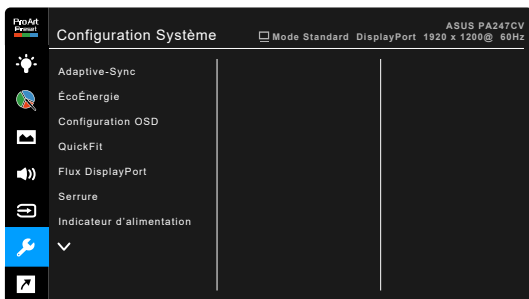 ProArt
Preset
Configuration Système
ASUS PA247CV
Mode Standard DisplayPort 1920 x 1200@ 60Hz
Adaptive-Sync
ÉcoÉnergie
Configuration OSD
QuickFit
Flux DisplayPort
Serrure
Indicateur d’alimentation